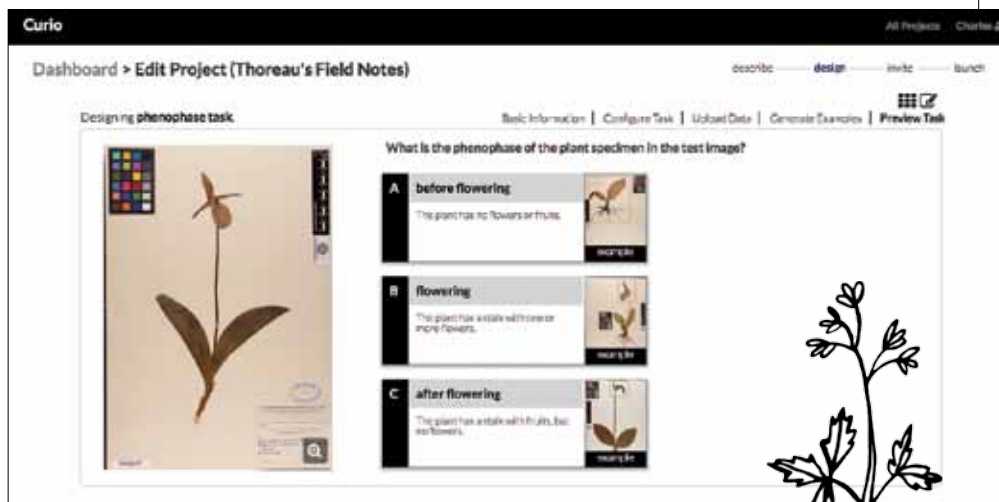 Curio
All Projects
Dashboard > Edit Project (Thoreau's Field Notes)
describe design invite launch
Designing phenophase task
Basic Information | Configure Task | Upload Data | Generate Examples | Preview Task
What is the phenophase of the plant specimen in the test image?
A before flowering
The plant has no flowers or fruits.
example
B flowering
The plant has a stalk with one or
more flowers.
example
C after flowering
The plant has a stalk with fruits, but
no flowers.
example